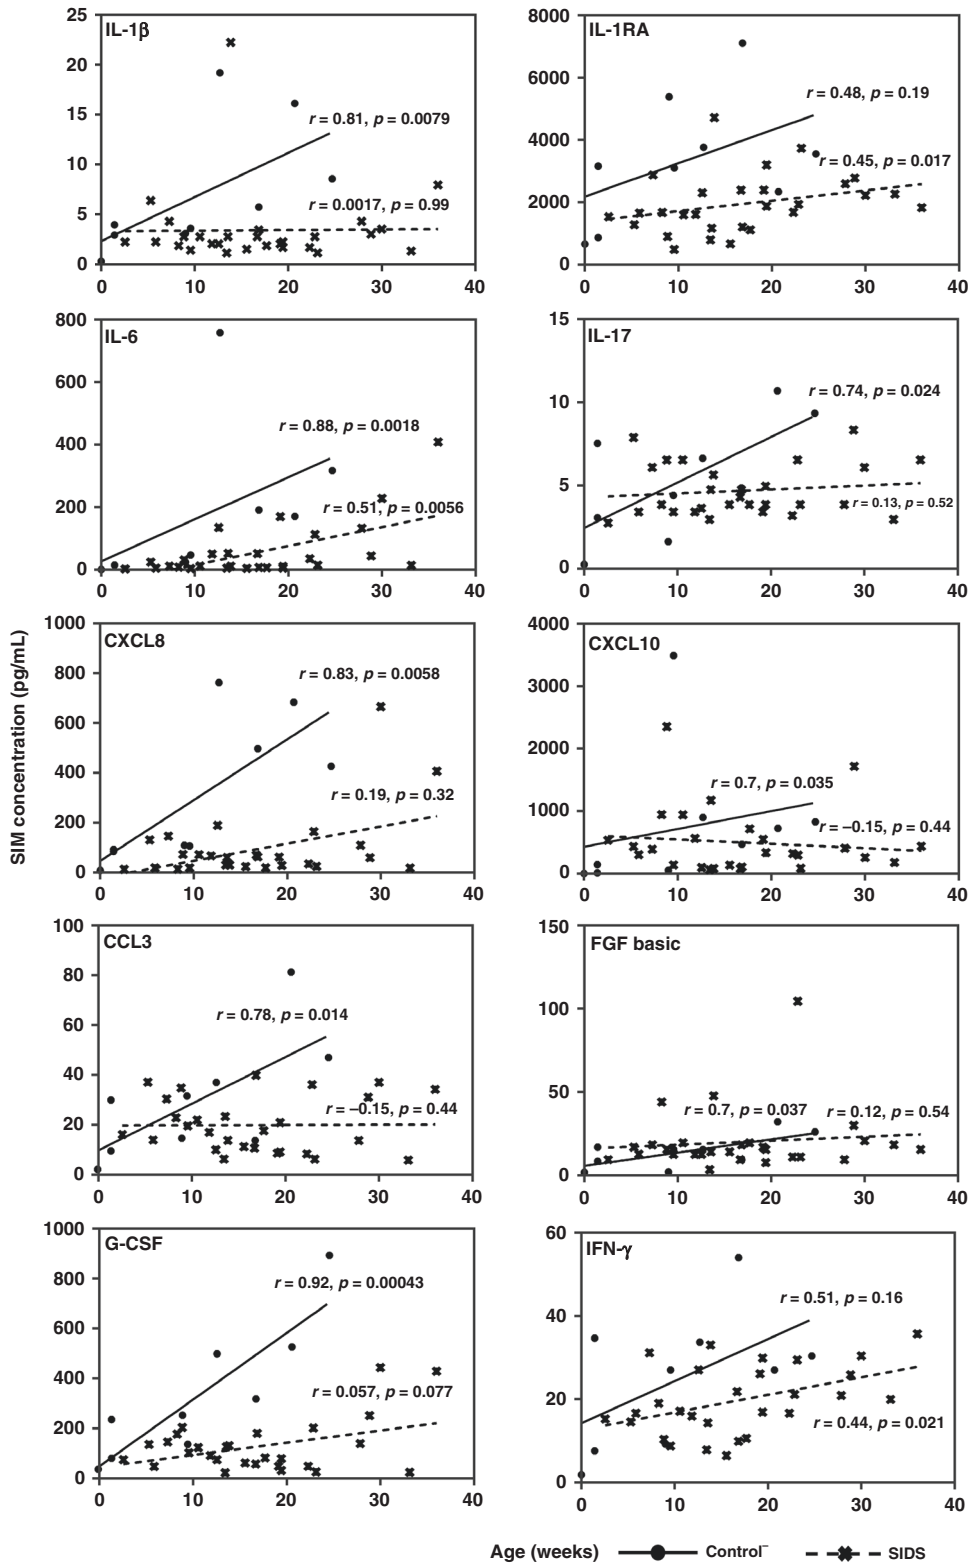 IL-1β
25
20
15
10
5
0
0 10 20 30 40
r = 0.81, p = 0.0079
r = 0.0017, p = 0.99
IL-1RA
8000
6000
4000
2000
0
0 10 20 30 40
r = 0.48, p = 0.19
r = 0.45, p = 0.017
IL-6
800
600
400
200
0
0 10 20 30 40
r = 0.88, p = 0.0018
r = 0.51, p = 0.0056
IL-17
15
10
5
0
0 10 20 30 40
r = 0.74, p = 0.024
r = 0.13, p = 0.52
SIM concentration (pg/mL)
CXCL8
1000
800
600
400
200
0
0 10 20 30 40
r = 0.83, p = 0.0058
r = 0.19, p = 0.32
CXCL10
4000
3000
2000
1000
0
0 10 20 30 40
r = 0.7, p = 0.035
r = –0.15, p = 0.44
CCL3
100
80
60
40
20
0
0 10 20 30 40
r = 0.78, p = 0.014
r = –0.15, p = 0.44
FGF basic
150
100
50
0
0 10 20 30 40
r = 0.7, p = 0.037
r = 0.12, p = 0.54
G-CSF
1000
800
600
400
200
0
0 10 20 30 40
r = 0.92, p = 0.00043
r = 0.057, p = 0.077
IFN-γ
60
40
20
0
0 10 20 30 40
r = 0.51, p = 0.16
r = 0.44, p = 0.021
Age (weeks) Control– SIDS